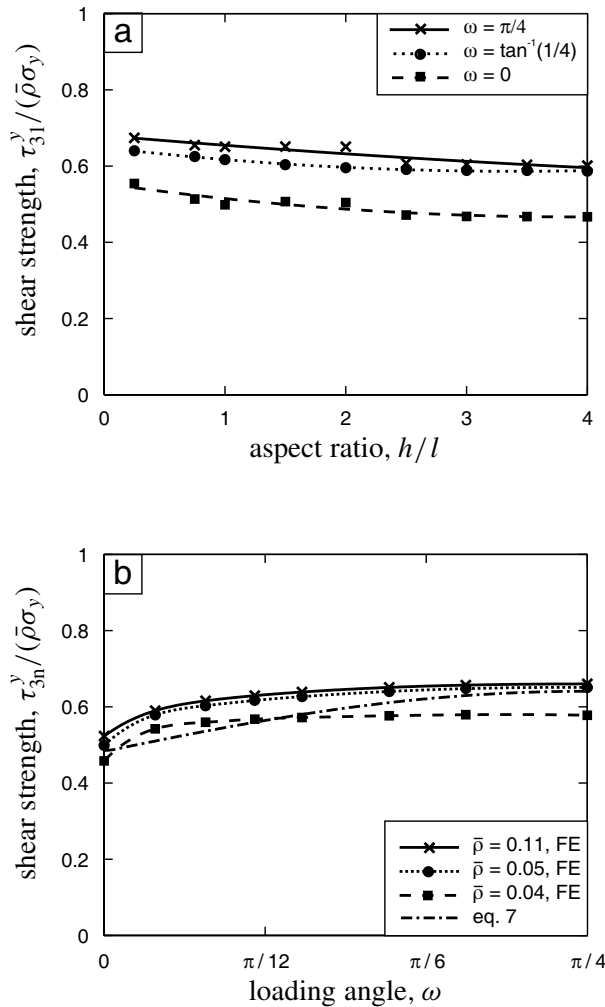 a
ω = π/4
ω = tan⁻¹(1/4)
ω = 0
1
0.8
0.6
0.4
0.2
0
0 1 2 3 4
shear strength, τ₃₁ʸ/(ρ̄σ_y)
aspect ratio, h/l
b
1
0.8
0.6
0.4
0.2
0
shear strength, τ₃ₙʸ/(ρ̄σ_y)
ρ̄ = 0.11, FE
ρ̄ = 0.05, FE
ρ̄ = 0.04, FE
eq. 7
0 π/12 π/6 π/4
loading angle, ω